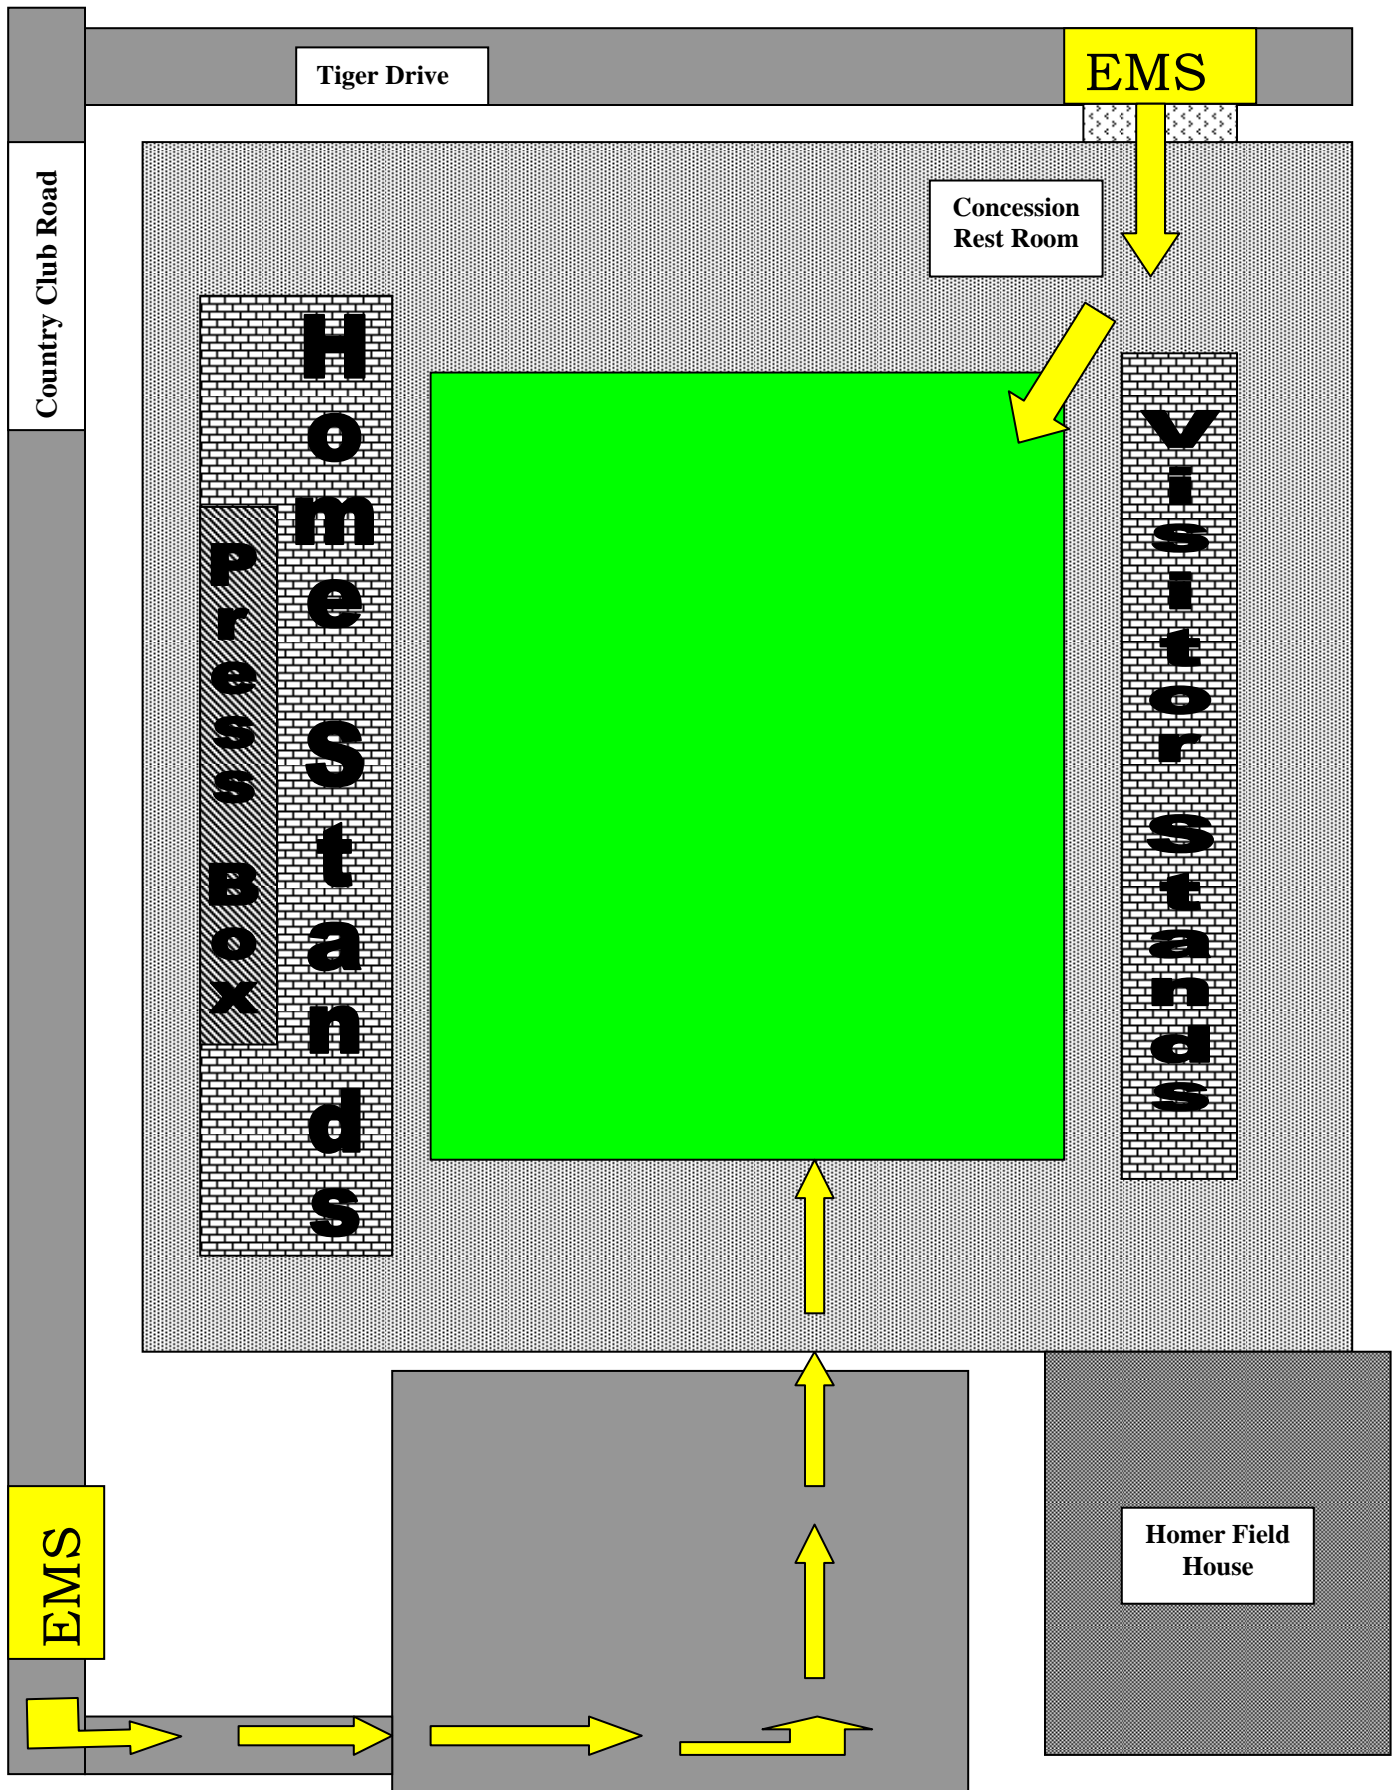 Tiger Drive
EMS
Country Club Road
Concession
Rest Room
Home Stands
Press Box
Visitor Stands
EMS
Homer Field
House